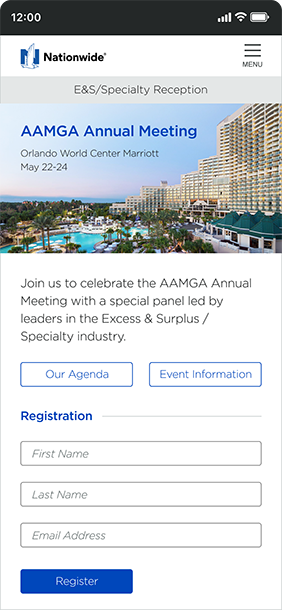 12:00
Nationwide®
MENU
E&S/Specialty Reception
AAMGA Annual Meeting
Orlando World Center Marriott
May 22-24
Join us to celebrate the AAMGA Annual
Meeting with a special panel led by
leaders in the Excess & Surplus /
Specialty industry.
Our Agenda
Event Information
Registration
First Name
Last Name
Email Address
Register